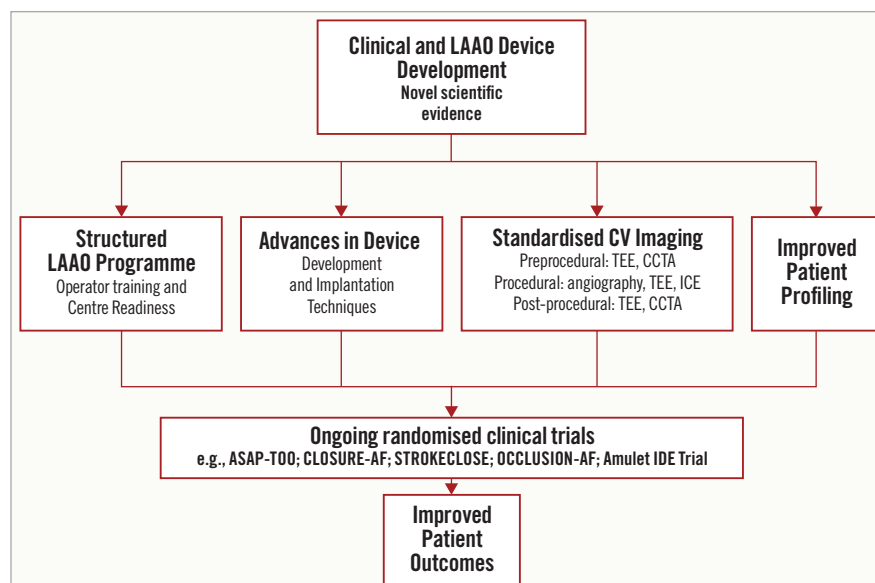 Clinical and LAAO Device
Development
Novel scientific
evidence
Structured
LAAO Programme
Operator training and
Centre Readiness
Advances in Device
Development
and Implantation
Techniques
Standardised CV Imaging
Preprocedural: TEE, CCTA
Procedural: angiography, TEE, ICE
Post-procedural: TEE, CCTA
Improved
Patient
Profiling
Ongoing randomised clinical trials
e.g., ASAP-TOO; CLOSURE-AF; STROKECLOSE; OCCLUSION-AF; Amulet IDE Trial
Improved
Patient
Outcomes